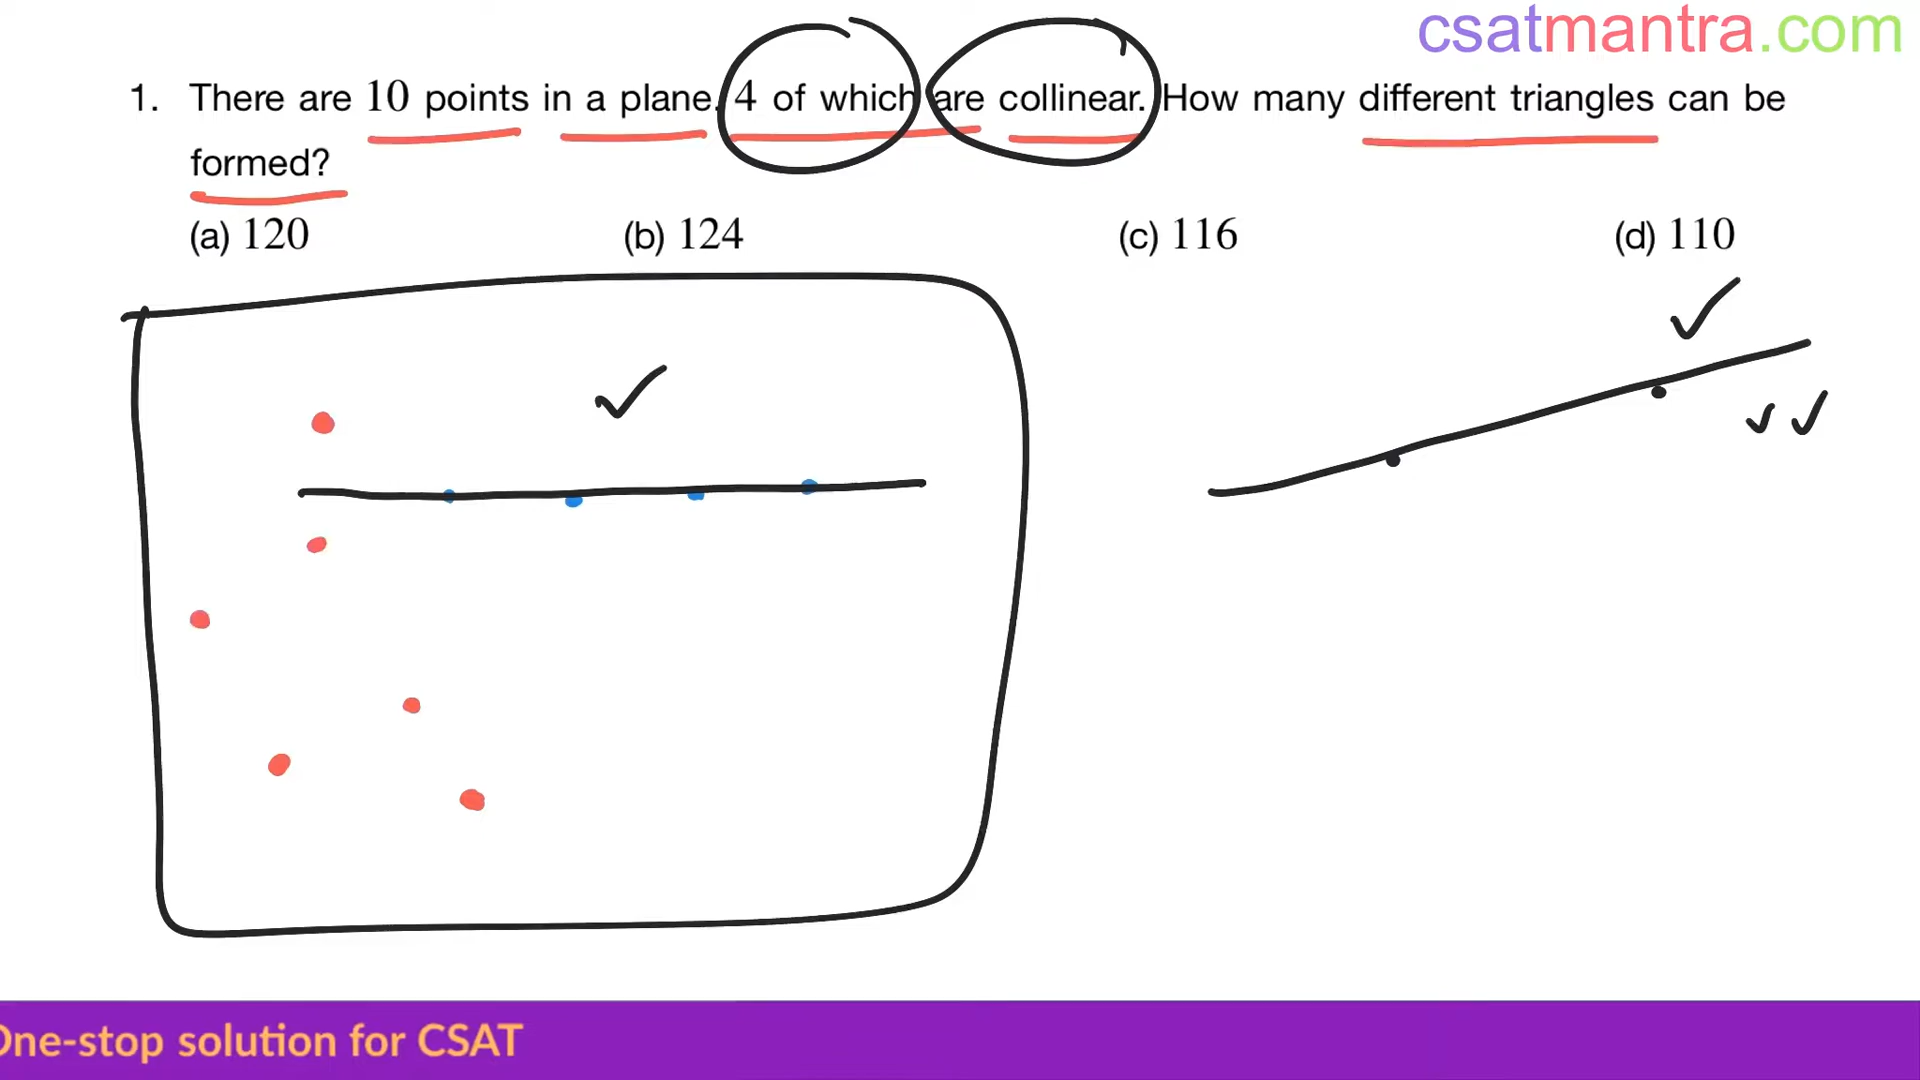 csatmantra.com
1. There are 10 points in a plane. 4 of which are collinear. How many different triangles can be
formed?
(a) 120 (b) 124 (c) 116 (d) 110
One-stop solution for CSAT